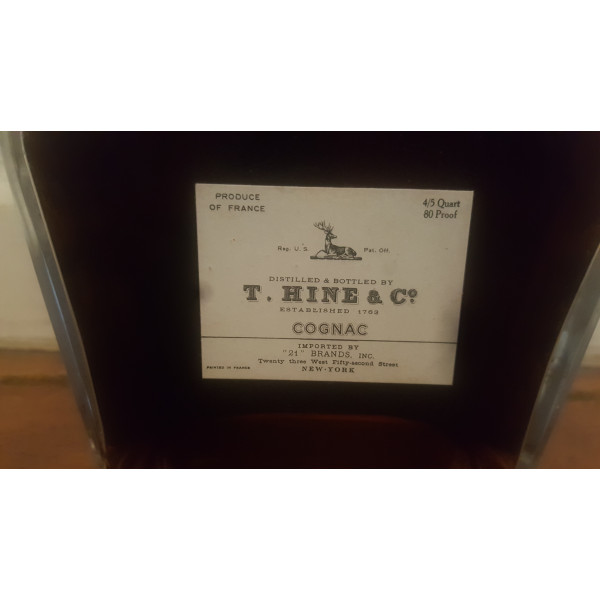 PRODUCE
OF FRANCE
4/5 Quart
80 Proof
Reg. U.S. Pat. Off.
DISTILLED & BOTTLED BY
T. HINE & Co.
ESTABLISHED 1763
COGNAC
IMPORTED BY
"21" BRANDS, INC.
Twenty three West Fifty-second Street
PRINTED IN FRANCE
NEW-YORK